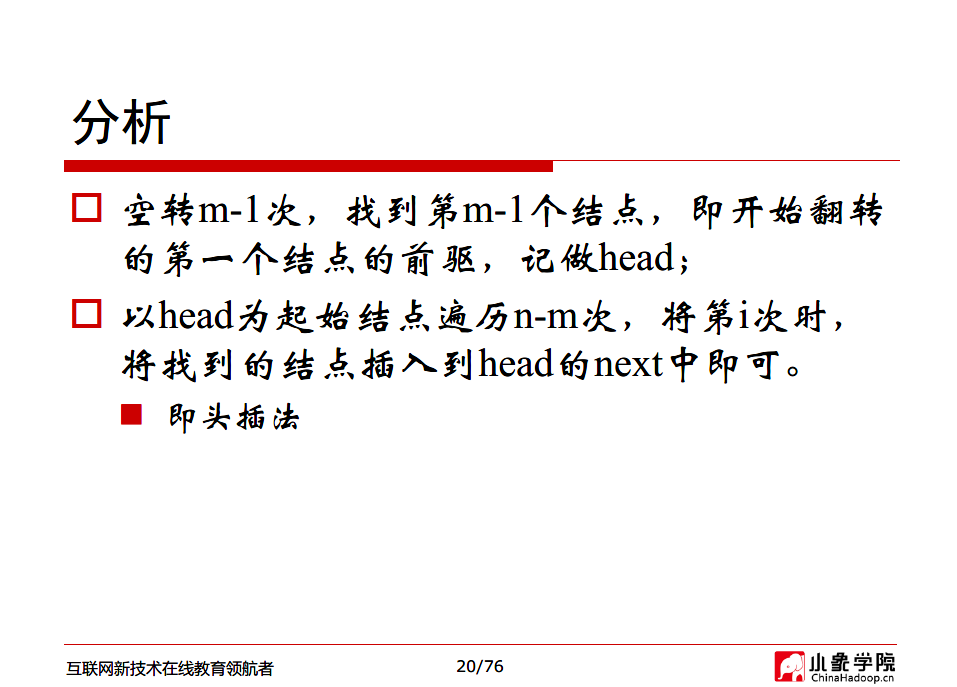 分析
空转m-1次，找到第m-1个结点，即开始翻转
的第一个结点的前驱，记做head；
以head为起始结点遍历n-m次，将第i次时，
将找到的结点插入到head的next中即可。
即头插法
互联网新技术在线教育领航者
20/76
小象学院
ChinaHadoop.cn